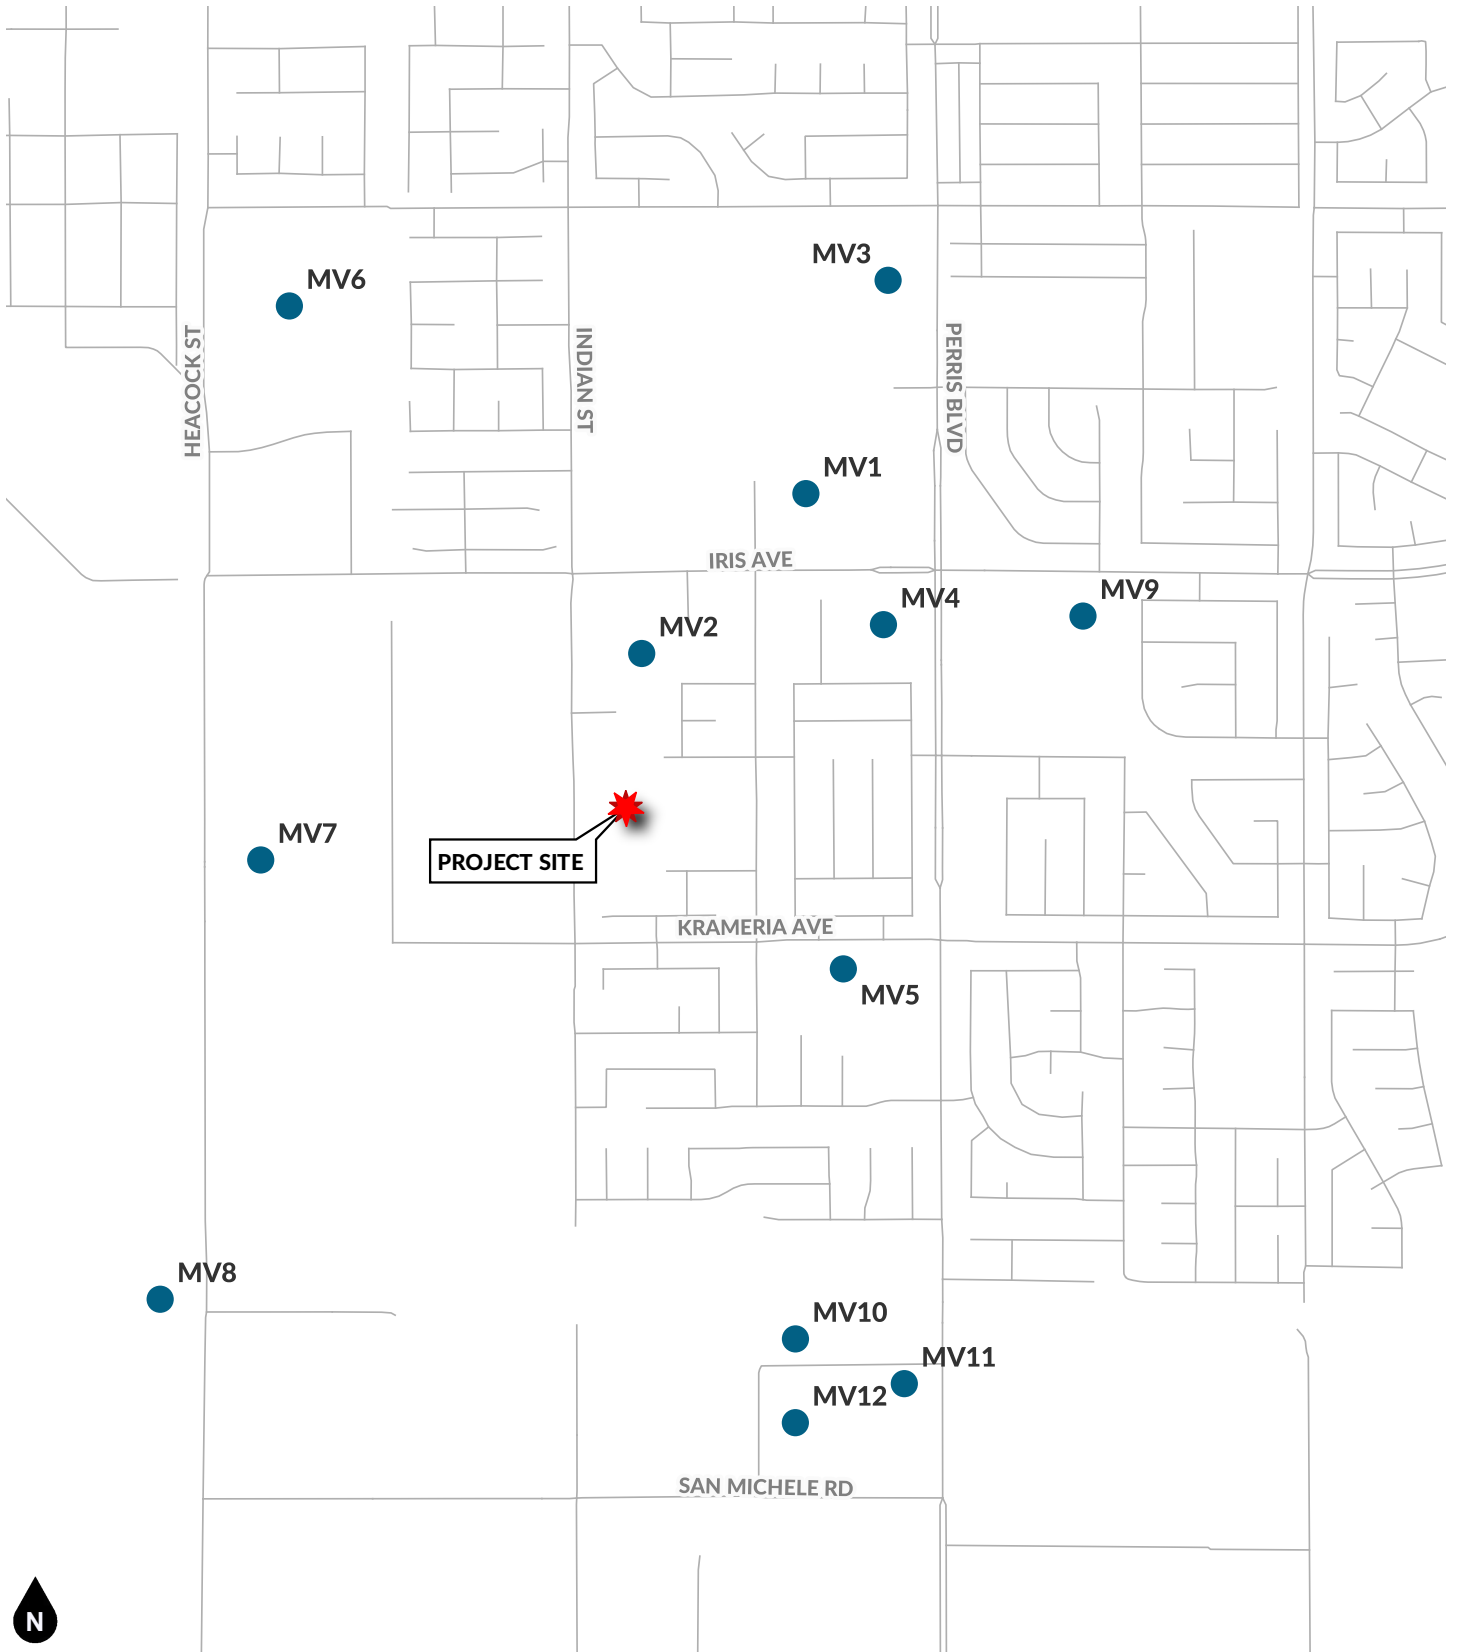 MV3
MV6
HEACOCK ST
INDIAN ST
PERRIS BLVD
MV1
IRIS AVE
MV9
MV4
MV2
MV7
PROJECT SITE
KRAMERIA AVE
MV5
MV8
MV10
MV11
MV12
SAN MICHELE RD
N